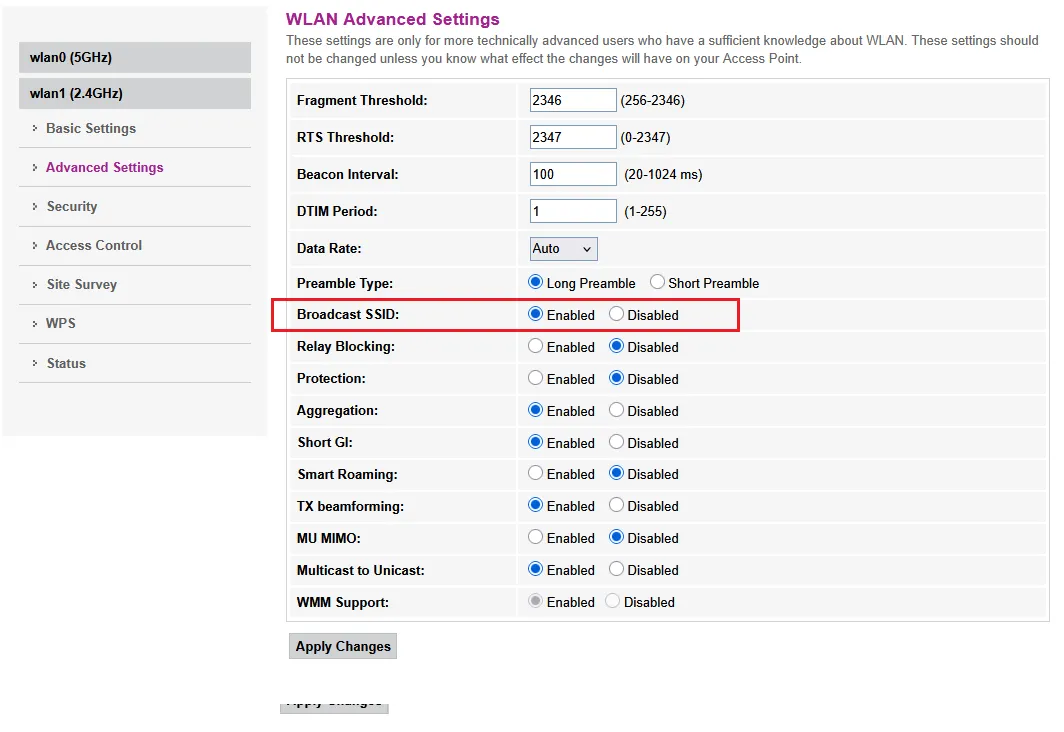 wlan0 (5GHz)
wlan1 (2.4GHz)
Basic Settings
Advanced Settings
Security
Access Control
Site Survey
WPS
Status
WLAN Advanced Settings
These settings are only for more technically advanced users who have a sufficient knowledge about WLAN. These settings should
not be changed unless you know what effect the changes will have on your Access Point.
Fragment Threshold: 2346 (256-2346)
RTS Threshold: 2347 (0-2347)
Beacon Interval: 100 (20-1024 ms)
DTIM Period: 1 (1-255)
Data Rate: Auto
Preamble Type: Long Preamble Short Preamble
Broadcast SSID: Enabled Disabled
Relay Blocking: Enabled Disabled
Protection: Enabled Disabled
Aggregation: Enabled Disabled
Short GI: Enabled Disabled
Smart Roaming: Enabled Disabled
TX beamforming: Enabled Disabled
MU MIMO: Enabled Disabled
Multicast to Unicast: Enabled Disabled
WMM Support: Enabled Disabled
Apply Changes
Apply Changes